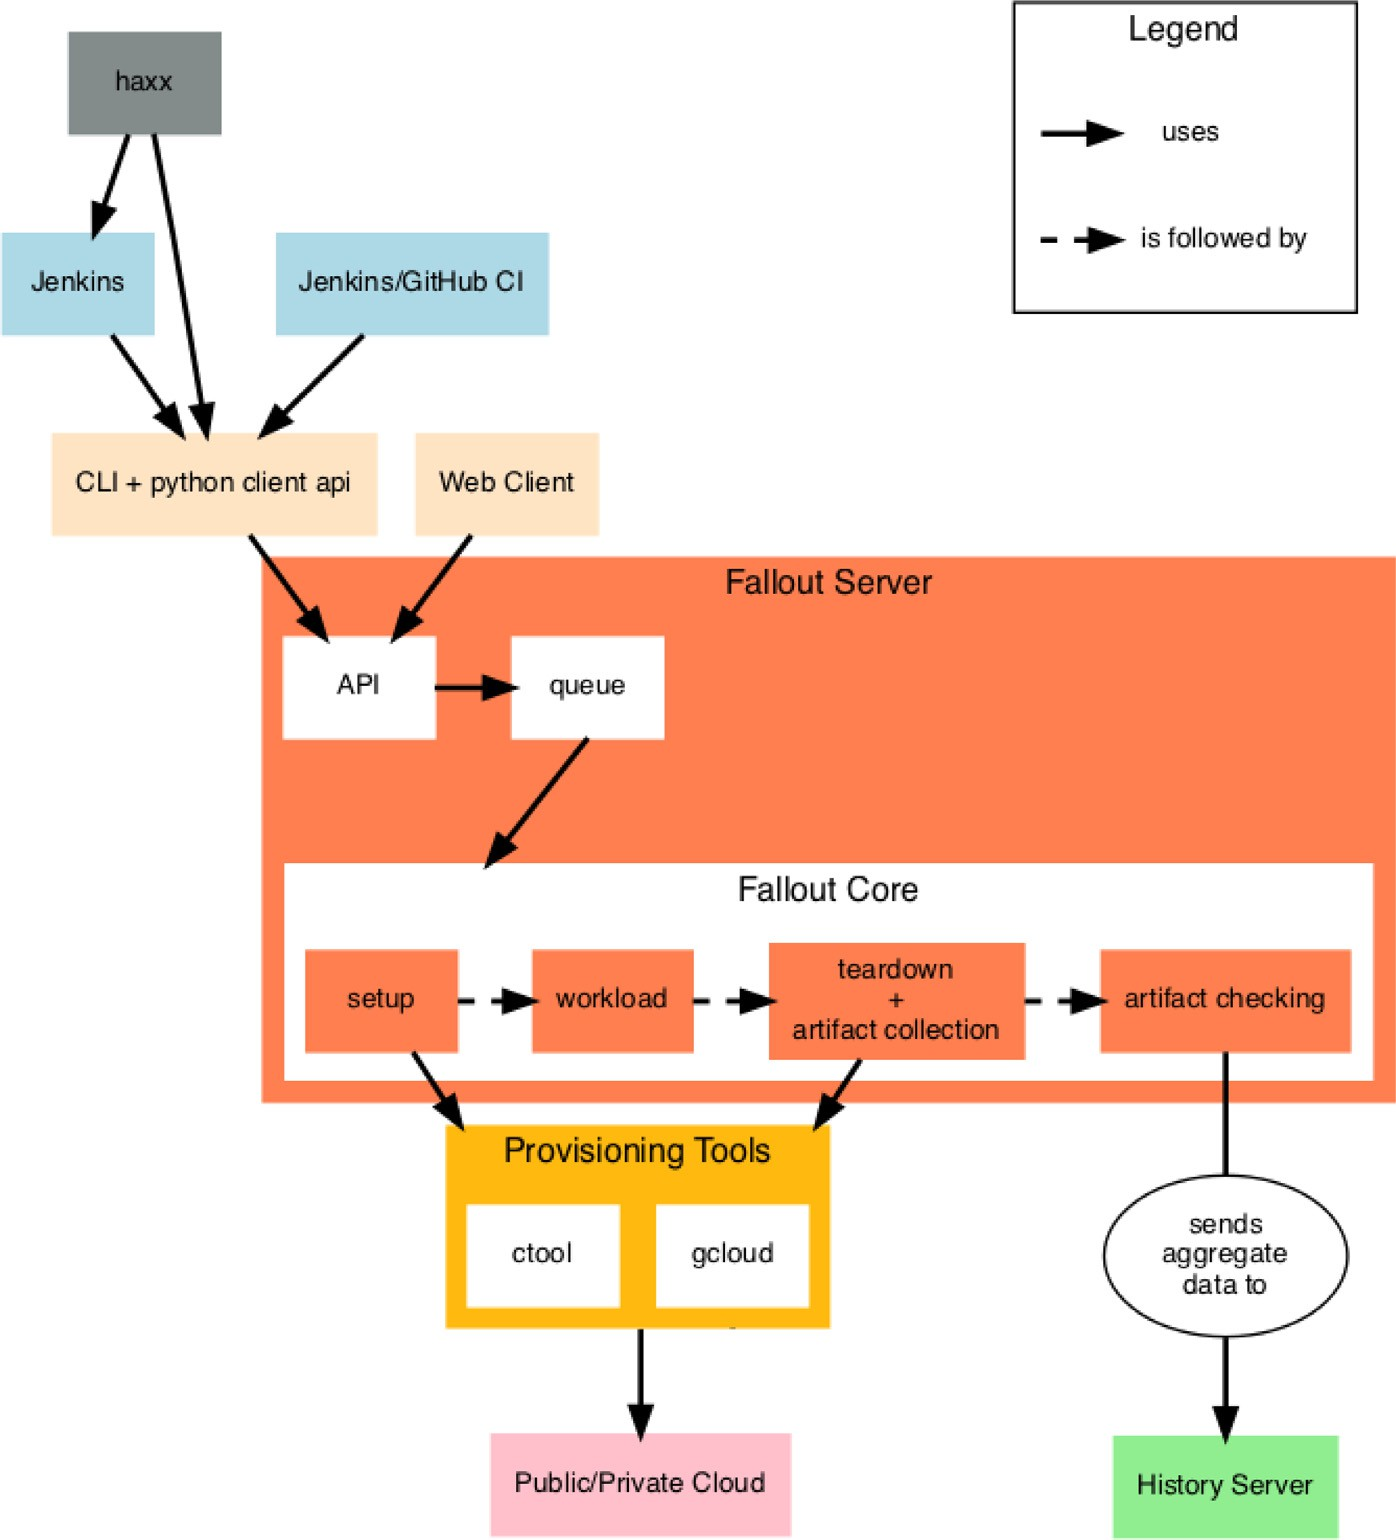 haxx
Legend
uses
is followed by
Jenkins
Jenkins/GitHub CI
CLI + python client api
Web Client
Fallout Server
API
queue
Fallout Core
setup
workload
teardown
+
artifact collection
artifact checking
Provisioning Tools
ctool
gcloud
sends
aggregate
data to
Public/Private Cloud
History Server